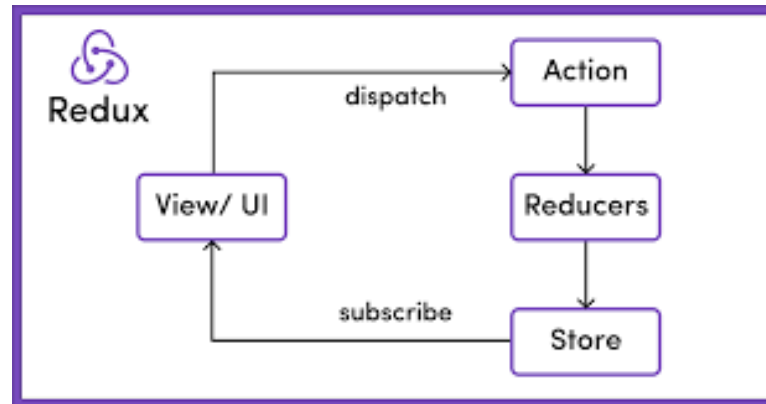 Redux
Action
dispatch
View/ UI
Reducers
subscribe
Store